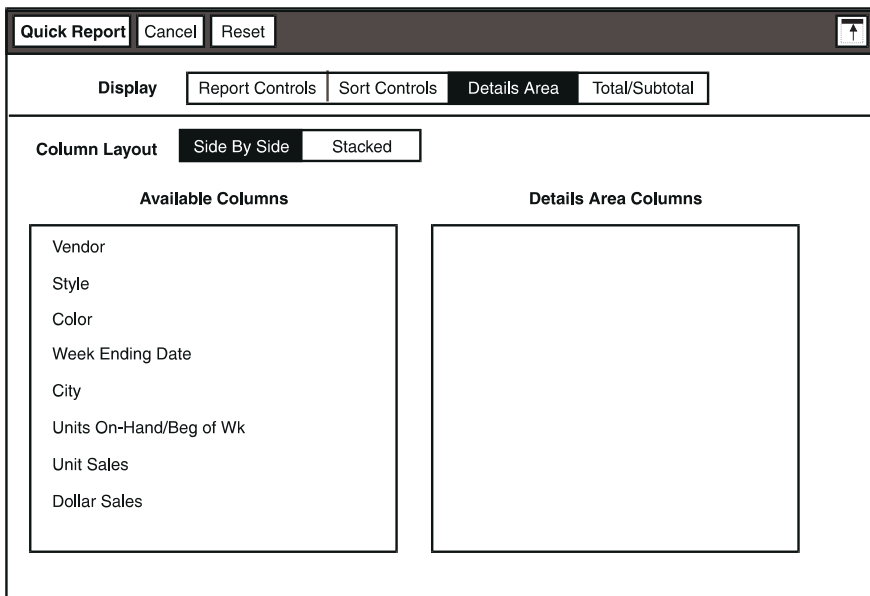 Quick Report Cancel Reset
Display Report Controls Sort Controls Details Area Total/Subtotal
Column Layout Side By Side Stacked
Available Columns Details Area Columns
Vendor
Style
Color
Week Ending Date
City
Units On-Hand/Beg of Wk
Unit Sales
Dollar Sales